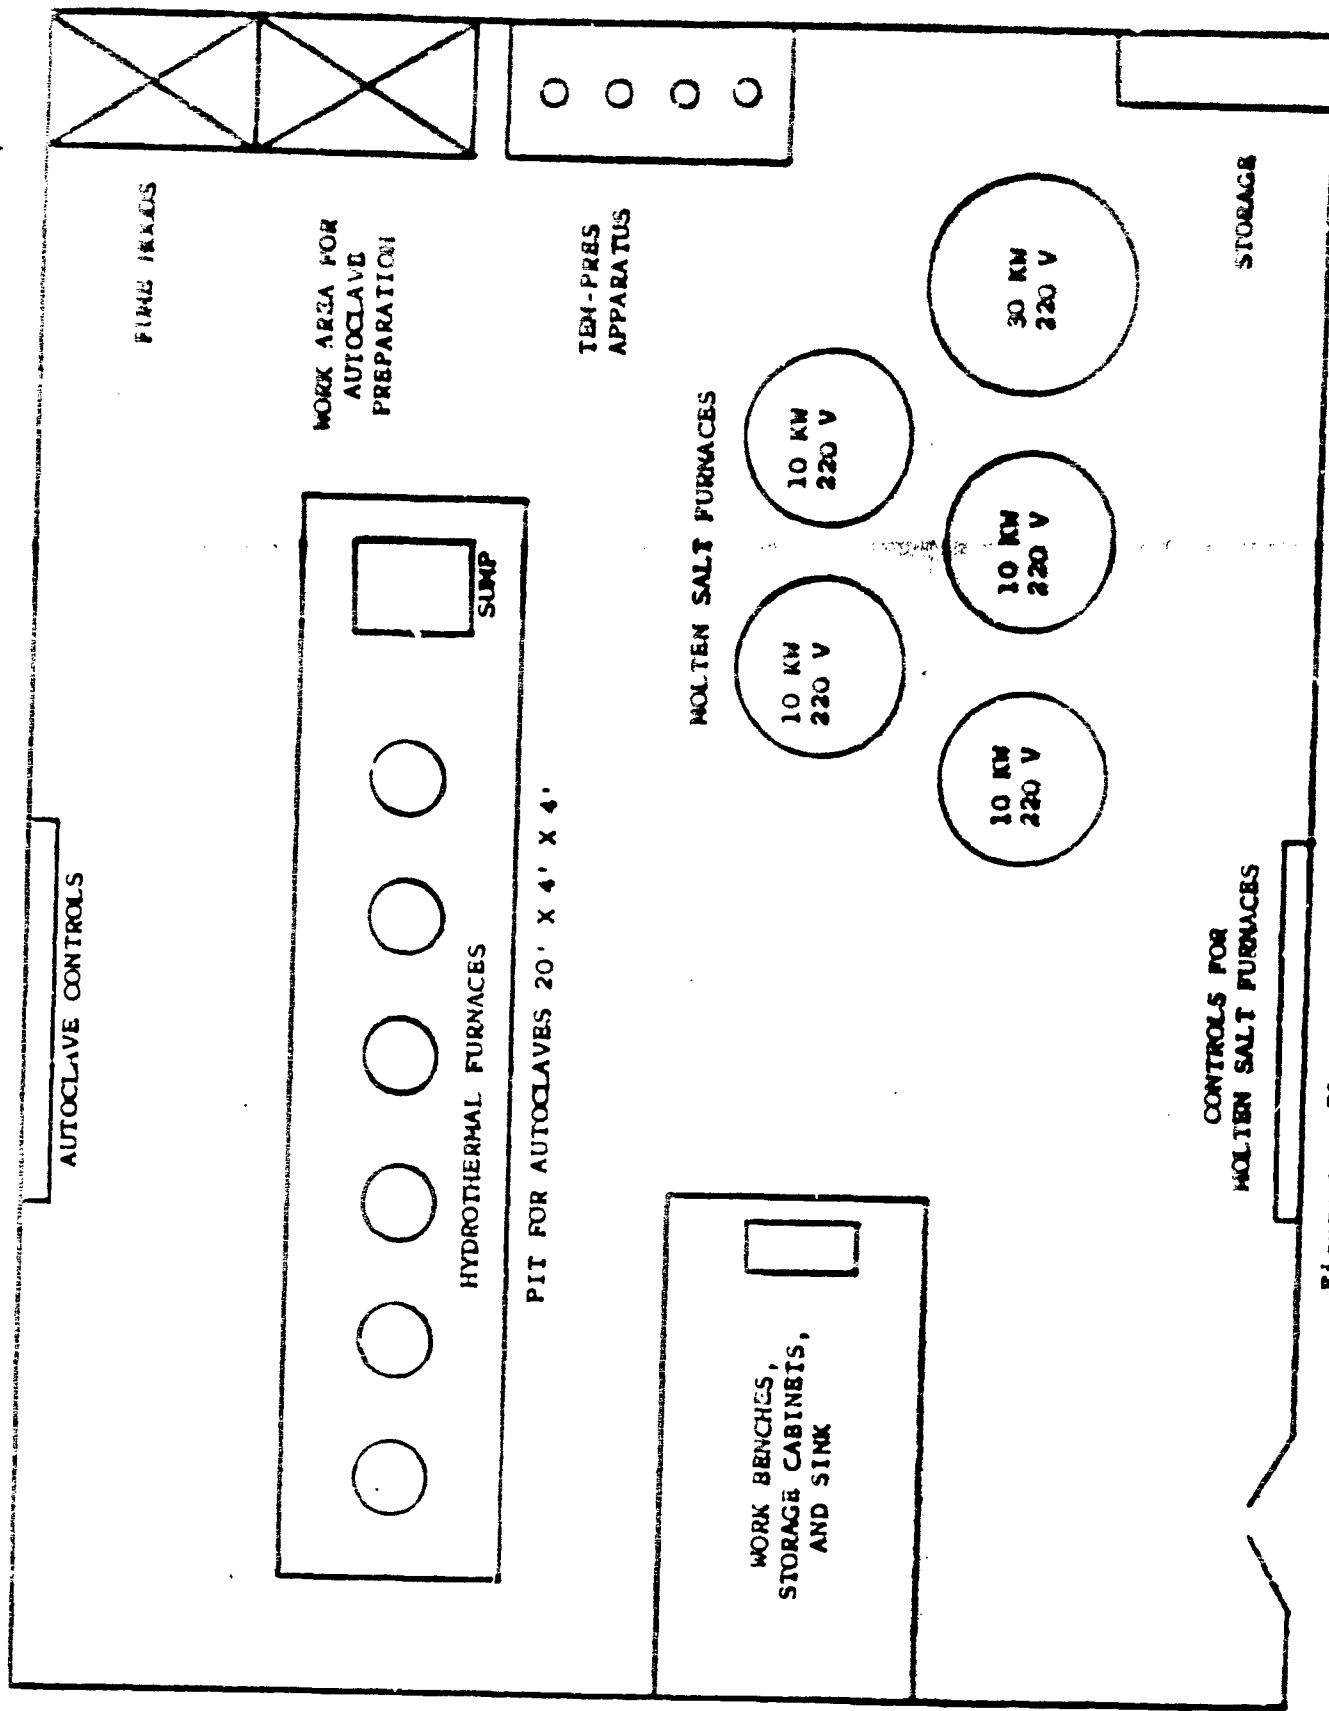 FUME HOODS
WORK AREA FOR
AUTOCLAVE
PREPARATION
TEM-PRES
APPARATUS
STORAGE
AUTOCLAVE CONTROLS
SUMP
HYDROTHERMAL FURNACES
PIT FOR AUTOCLAVES 20' X 4' X 4'
MOLTEN SALT FURNACES
10 KW
220 V
10 KW
220 V
30 KW
220 V
10 KW
220 V
10 KW
220 V
WORK BENCHES,
STORAGE CABINETS,
AND SINK
CONTROLS FOR
MOLTEN SALT FURNACES